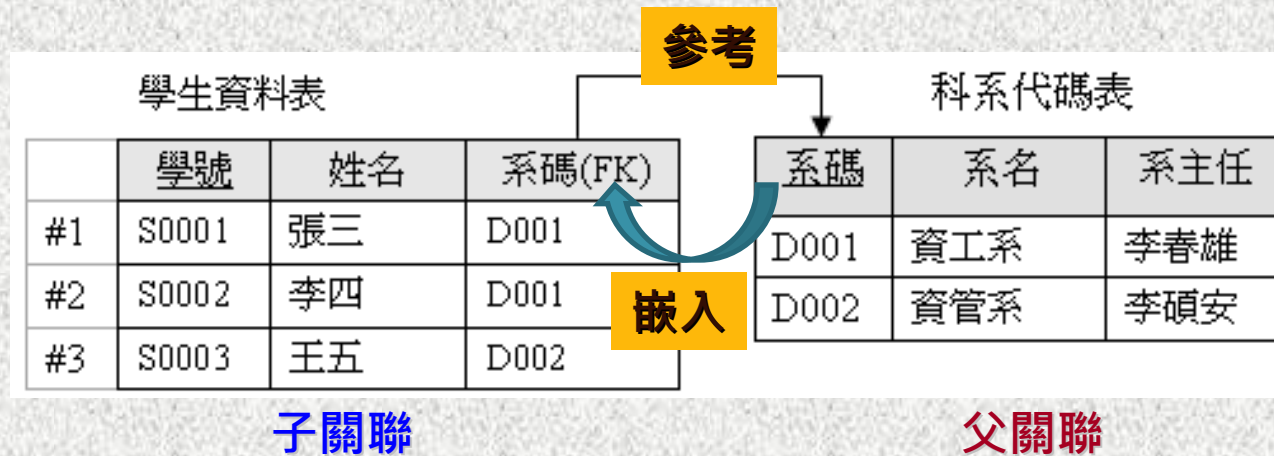 參考
學生資料表
學號 姓名 系碼(FK)
#1 S0001 張三 D001
#2 S0002 李四 D001
#3 S0003 王五 D002
子關聯
嵌入
科系代碼表
系碼 系名 系主任
D001 資工系 李春雄
D002 資管系 李碩安
父關聯